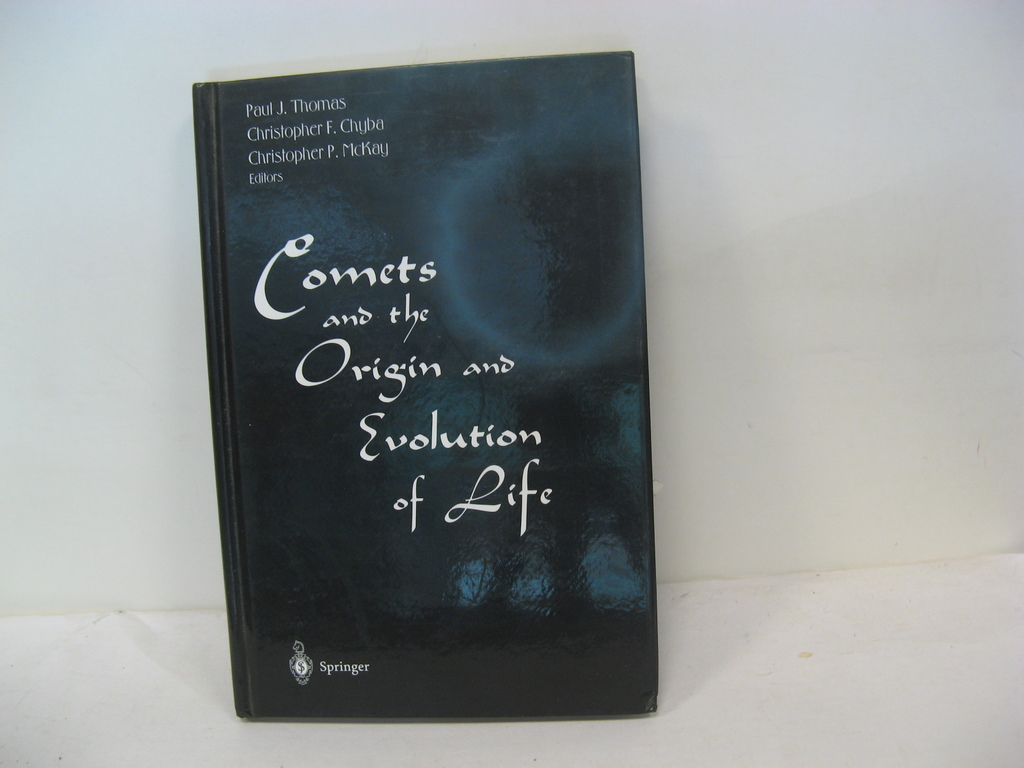 Paul J. Thomas
Christopher F. Chyba
Christopher P. McKay
Editors
Comets
and the
Origin and
Evolution
of Life
Springer